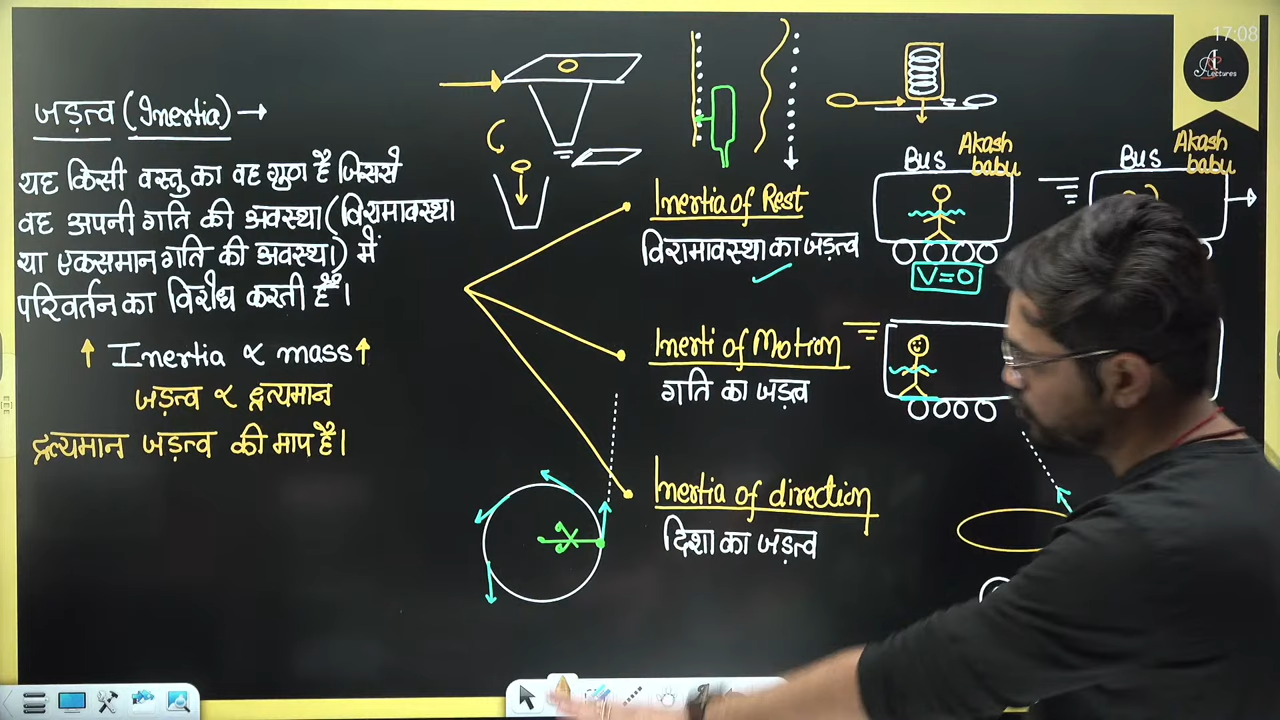 17:08
Lectures
जड़त्व (Inertia) →
यह किसी वस्तु का वह गुण है जिससे
वह अपनी गति की अवस्था (विरामावस्था
या एकसमान गति की अवस्था) में
परिवर्तन का विरोध करती है।
↑ Inertia ∝ mass ↑
जड़त्व ∝ द्रव्यमान
द्रव्यमान जड़त्व की माप है।
Inertia of Rest
विरामावस्था का जड़त्व
Inerti of Motion
गति का जड़त्व
Inertia of direction
दिशा का जड़त्व
Bus
Akash
babu
V=0
Bus
Akash
babu